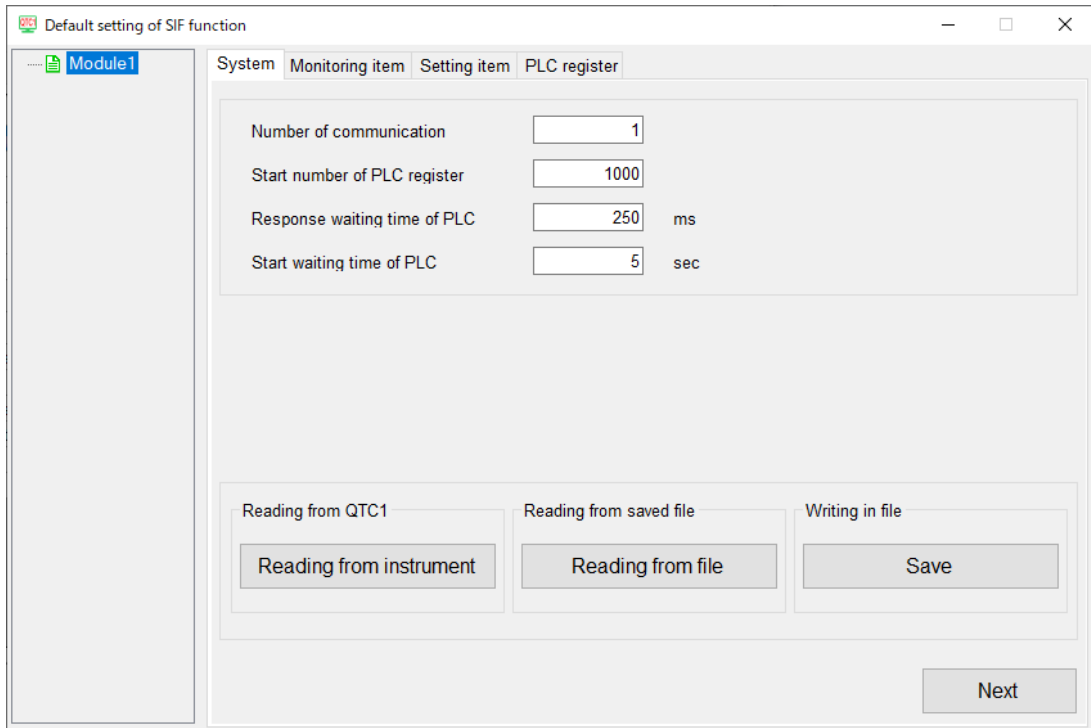 QTC1 Default setting of SIF function
Module1
System Monitoring item Setting item PLC register
Number of communication 1
Start number of PLC register 1000
Response waiting time of PLC 250 ms
Start waiting time of PLC 5 sec
Reading from QTC1 Reading from saved file Writing in file
Reading from instrument Reading from file Save
Next